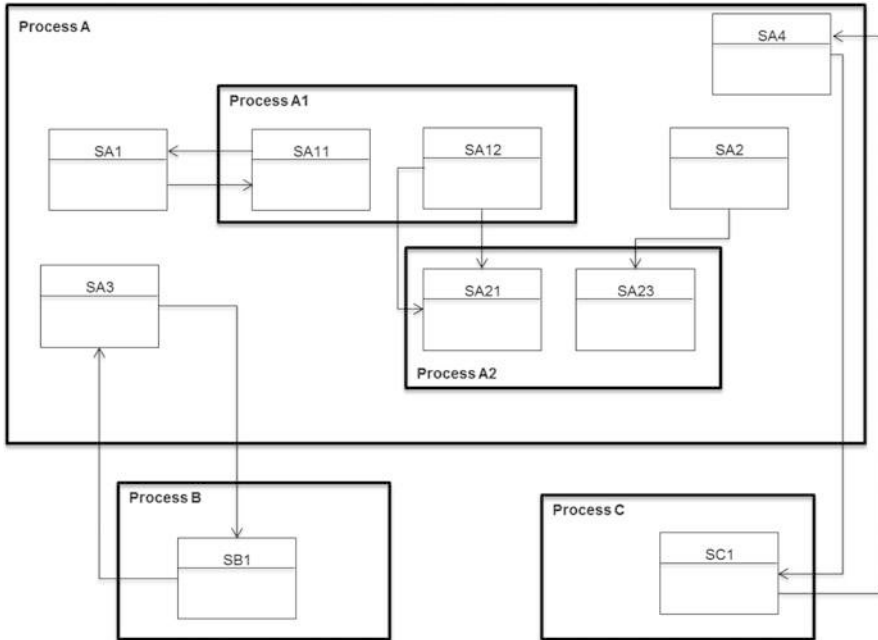 Process A
SA4
Process A1
SA1
SA11
SA12
SA2
SA3
SA21
SA23
Process A2
Process B
Process C
SB1
SC1